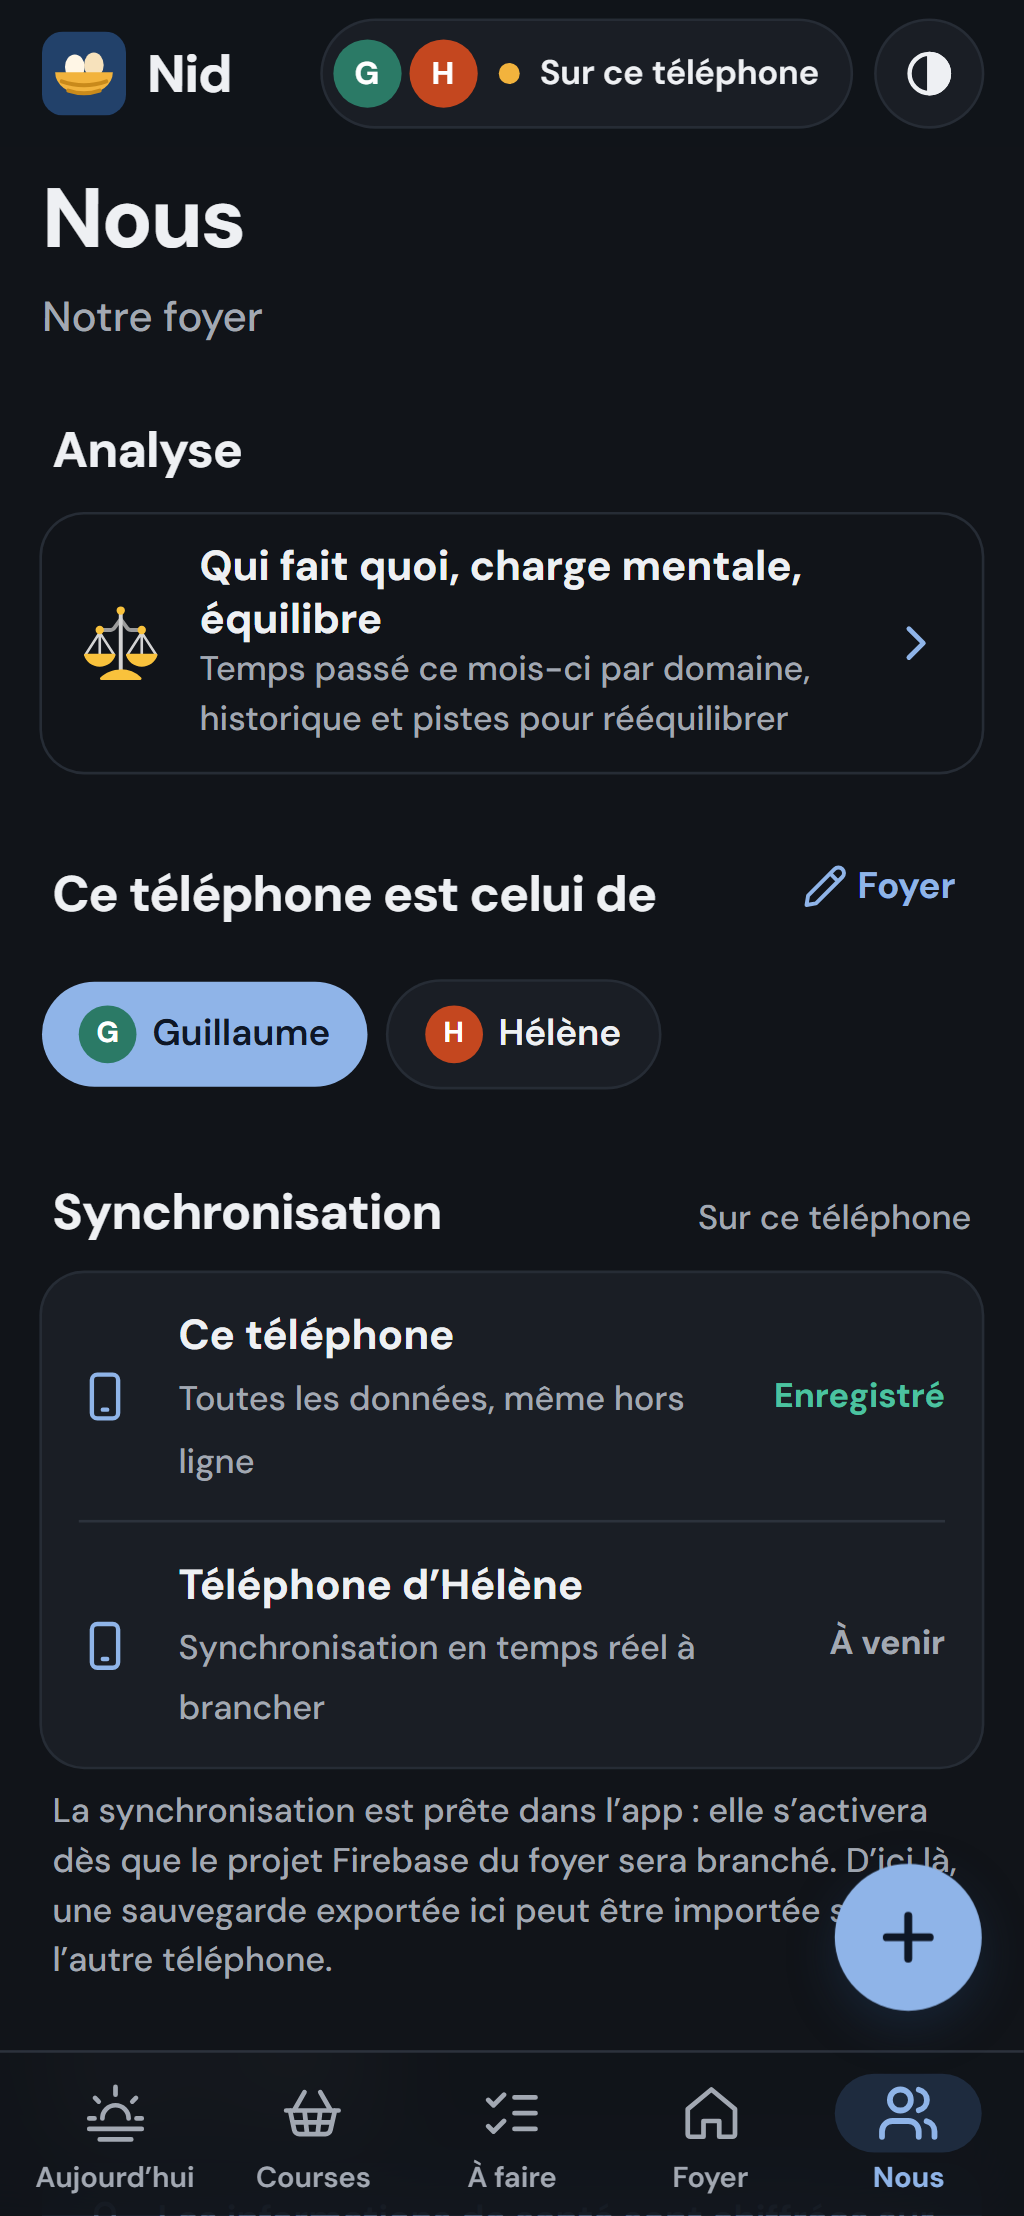 Nid
G H Sur ce téléphone
Nous
Notre foyer
Analyse
Qui fait quoi, charge mentale,
équilibre
Temps passé ce mois-ci par domaine,
historique et pistes pour rééquilibrer
Ce téléphone est celui de
Foyer
G Guillaume
H Hélène
Synchronisation
Sur ce téléphone
Ce téléphone
Toutes les données, même hors
ligne
Enregistré
Téléphone d’Hélène
Synchronisation en temps réel à
brancher
À venir
La synchronisation est prête dans l’app : elle s’activera
dès que le projet Firebase du foyer sera branché. D’ici là,
une sauvegarde exportée ici peut être importée
l’autre téléphone.
Aujourd’hui
Courses
À faire
Foyer
Nous